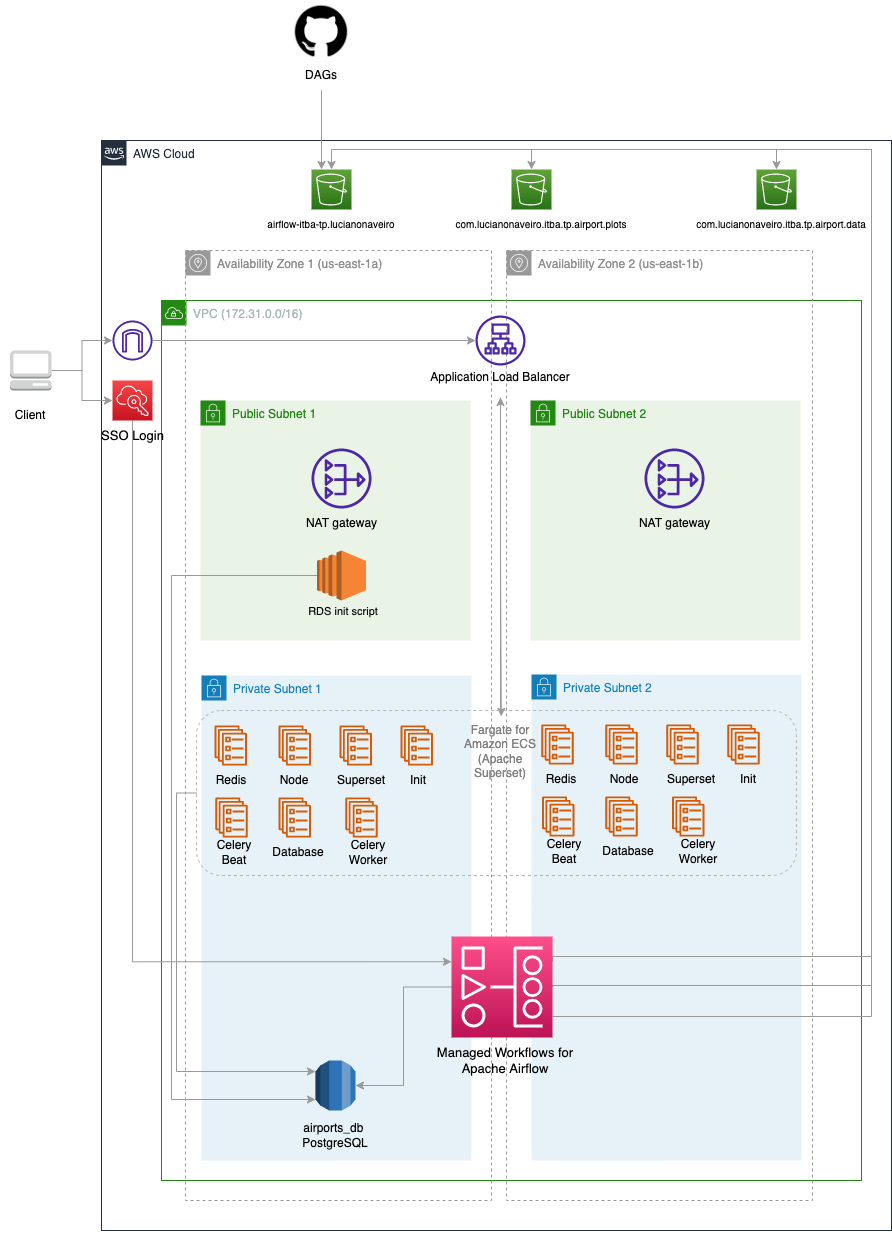 DAGs
aws
AWS Cloud
airflow-itba-tp.lucianonaveiro
com.lucianonaveiro.itba.tp.airport.plots
com.lucianonaveiro.itba.tp.airport.data
Availability Zone 1 (us-east-1a)
Availability Zone 2 (us-east-1b)
VPC (172.31.0.0/16)
Application Load Balancer
Client
SSO Login
Public Subnet 1
Public Subnet 2
NAT gateway
NAT gateway
RDS init script
Private Subnet 1
Private Subnet 2
Fargate for
Amazon ECS
(Apache
Superset)
Redis
Node
Superset
Init
Redis
Node
Superset
Init
Celery
Beat
Database
Celery
Worker
Celery
Beat
Database
Celery
Worker
Managed Workflows for
Apache Airflow
airports_db
PostgreSQL